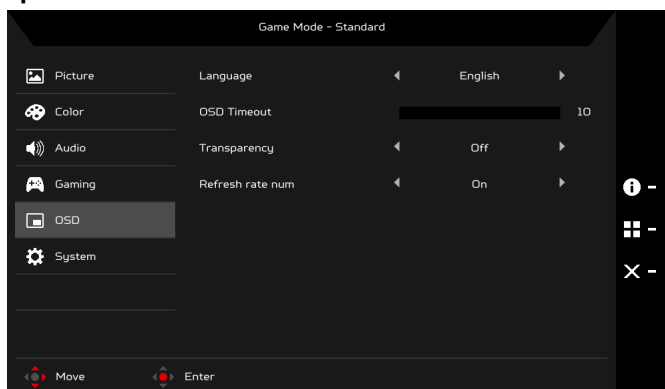 Game Mode - Standard
Picture
Language English
Color
OSD Timeout 10
Audio
Transparency Off
Gaming
Refresh rate num On
OSD
System
Move Enter